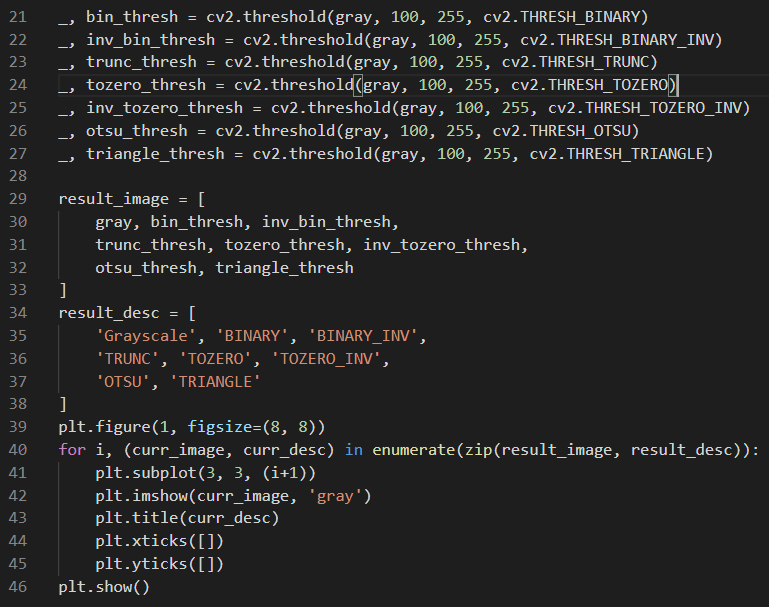 21 _, bin_thresh = cv2.threshold(gray, 100, 255, cv2.THRESH_BINARY)
22 _, inv_bin_thresh = cv2.threshold(gray, 100, 255, cv2.THRESH_BINARY_INV)
23 _, trunc_thresh = cv2.threshold(gray, 100, 255, cv2.THRESH_TRUNC)
24 _, tozero_thresh = cv2.threshold(gray, 100, 255, cv2.THRESH_TOZERO)
25 _, inv_tozero_thresh = cv2.threshold(gray, 100, 255, cv2.THRESH_TOZERO_INV)
26 _, otsu_thresh = cv2.threshold(gray, 100, 255, cv2.THRESH_OTSU)
27 _, triangle_thresh = cv2.threshold(gray, 100, 255, cv2.THRESH_TRIANGLE)
28
29 result_image = [
30     gray, bin_thresh, inv_bin_thresh,
31     trunc_thresh, tozero_thresh, inv_tozero_thresh,
32     otsu_thresh, triangle_thresh
33 ]
34 result_desc = [
35     'Grayscale', 'BINARY', 'BINARY_INV',
36     'TRUNC', 'TOZERO', 'TOZERO_INV',
37     'OTSU', 'TRIANGLE'
38 ]
39 plt.figure(1, figsize=(8, 8))
40 for i, (curr_image, curr_desc) in enumerate(zip(result_image, result_desc)):
41     plt.subplot(3, 3, (i+1))
42     plt.imshow(curr_image, 'gray')
43     plt.title(curr_desc)
44     plt.xticks([])
45     plt.yticks([])
46 plt.show()